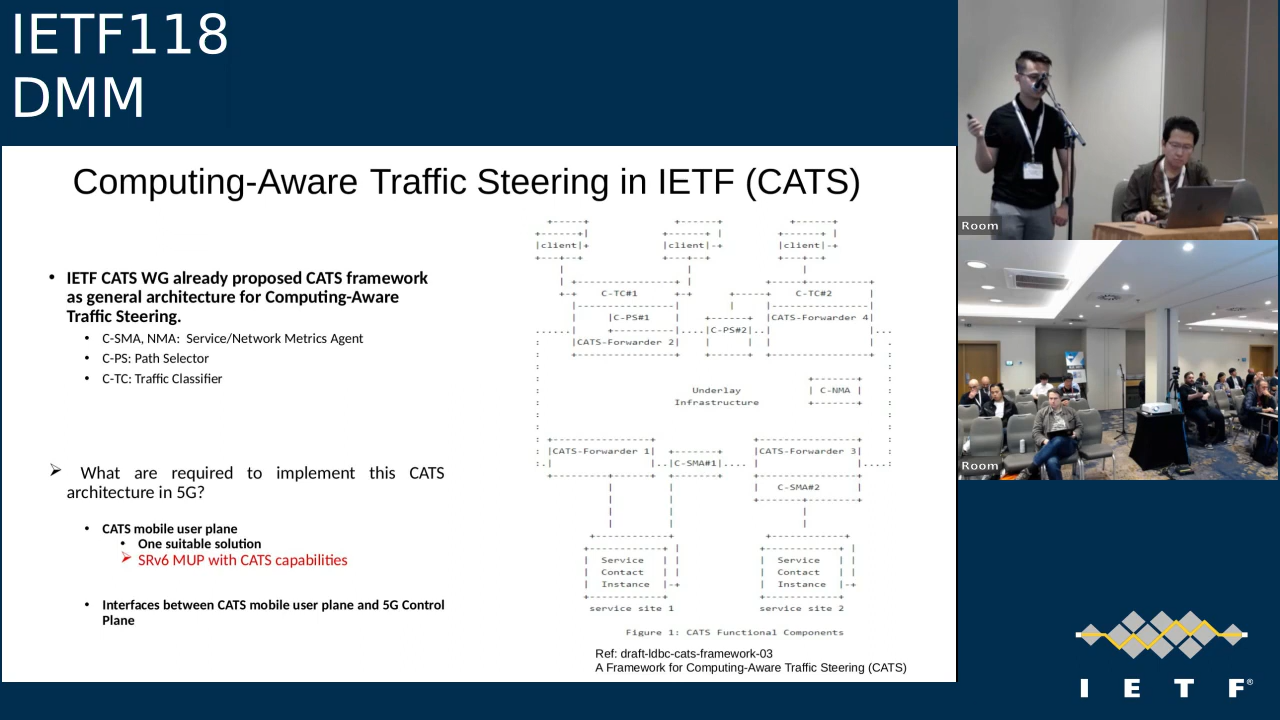 IETF118
DMM
Computing-Aware Traffic Steering in IETF (CATS)
• IETF CATS WG already proposed CATS framework
as general architecture for Computing-Aware
Traffic Steering.
• C-SMA, NMA: Service/Network Metrics Agent
• C-PS: Path Selector
• C-TC: Traffic Classifier
➢ What are required to implement this CATS
architecture in 5G?
• CATS mobile user plane
• One suitable solution
➢ SRv6 MUP with CATS capabilities
• Interfaces between CATS mobile user plane and 5G Control
Plane
client client client
C-TC#1 C-TC#2
C-PS#1 CATS-Forwarder 4
C-PS#2
CATS-Forwarder 2
Underlay C-NMA
Infrastructure
CATS-Forwarder 1 CATS-Forwarder 3
C-SMA#1
C-SMA#2
Service Service
Contact Contact
Instance Instance
service site 1 service site 2
Figure 1: CATS Functional Components
Ref: draft-ldbc-cats-framework-03
A Framework for Computing-Aware Traffic Steering (CATS)
Room
Room
I E T F®